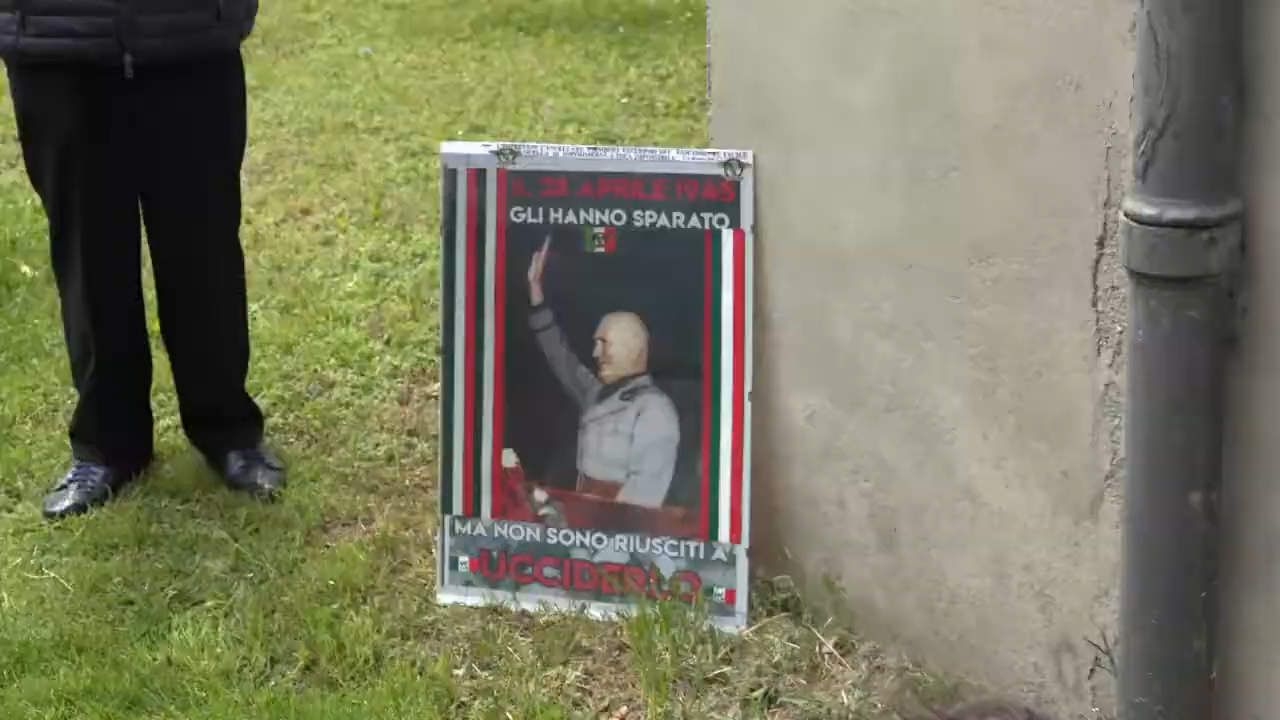 IL 28 APRILE 1945
GLI HANNO SPARATO
MA NON SONO RIUSCITI A
UCCIDERLO